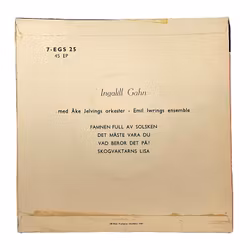 7-EGS 25
45 EP
Ingalill Gahn
med Åke Jelvings orkester - Emil Iwrings ensemble
FAMNEN FULL AV SOLSKEN
DET MÅSTE VARA DU
VAD BEROR DET PÅ?
SKOGVAKTARNS LISA